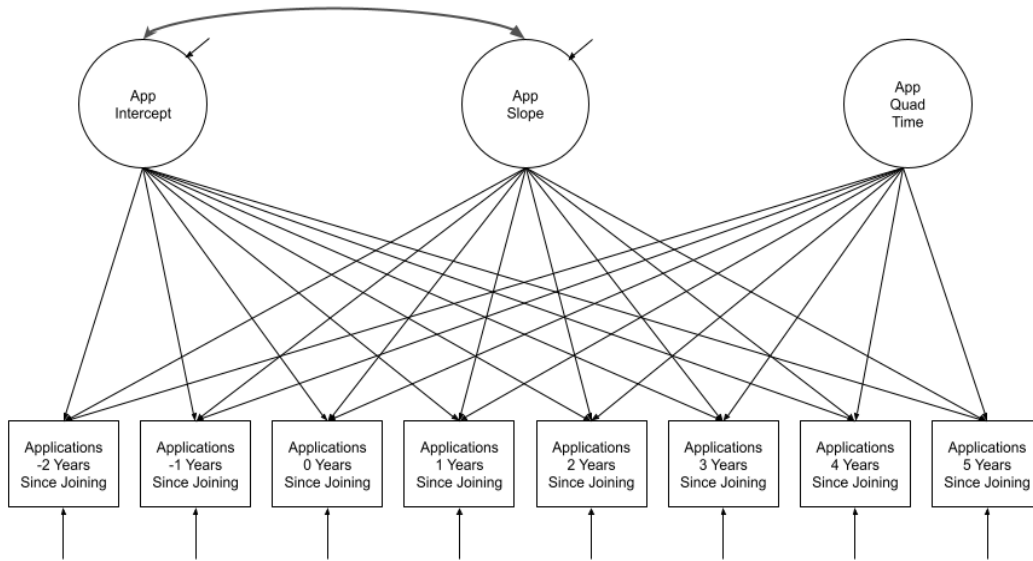 App
Intercept
App
Slope
App
Quad
Time
Applications
-2 Years
Since Joining
Applications
-1 Years
Since Joining
Applications
0 Years
Since Joining
Applications
1 Years
Since Joining
Applications
2 Years
Since Joining
Applications
3 Years
Since Joining
Applications
4 Years
Since Joining
Applications
5 Years
Since Joining